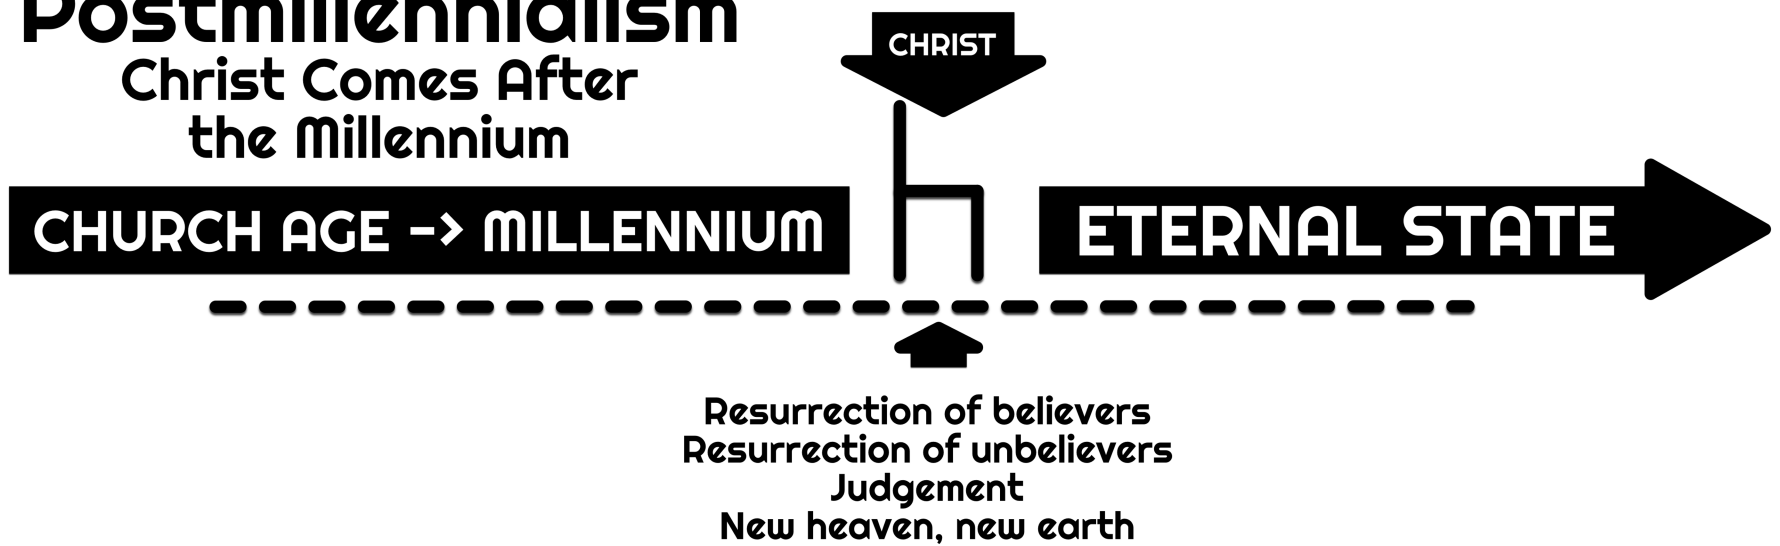 Postmillennialism
Christ Comes After
the Millennium
CHRIST
CHURCH AGE -> MILLENNIUM
ETERNAL STATE
Resurrection of believers
Resurrection of unbelievers
Judgement
New heaven, new earth